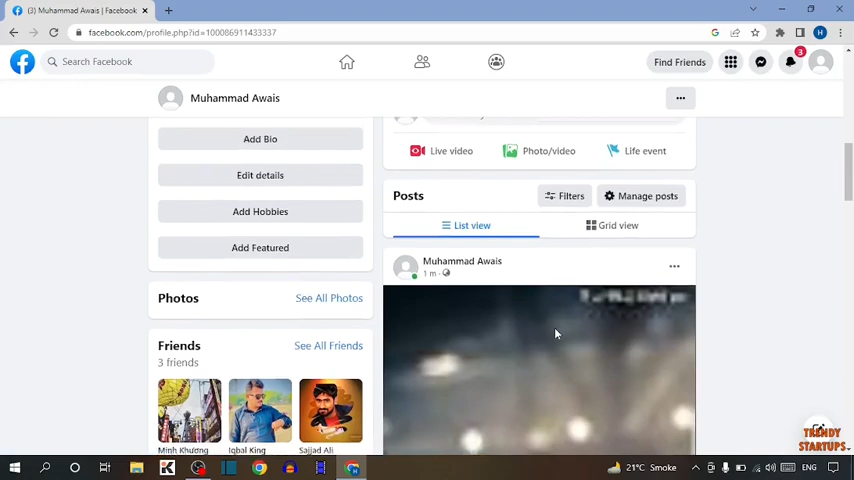 Muhammad Awais | Facebook
facebook.com/profile.php?id=100086911433337
H
Search Facebook
Find Friends
3
Muhammad Awais
Add Bio
Edit details
Add Hobbies
Add Featured
Photos
See All Photos
Friends
See All Friends
3 friends
Minh Khương
Iqbal King
Sajjad Ali
Live video
Photo/video
Life event
Posts
Filters
Manage posts
List view
Grid view
Muhammad Awais
1 m
TRENDY
STARTUPS
21°C Smoke
ENG